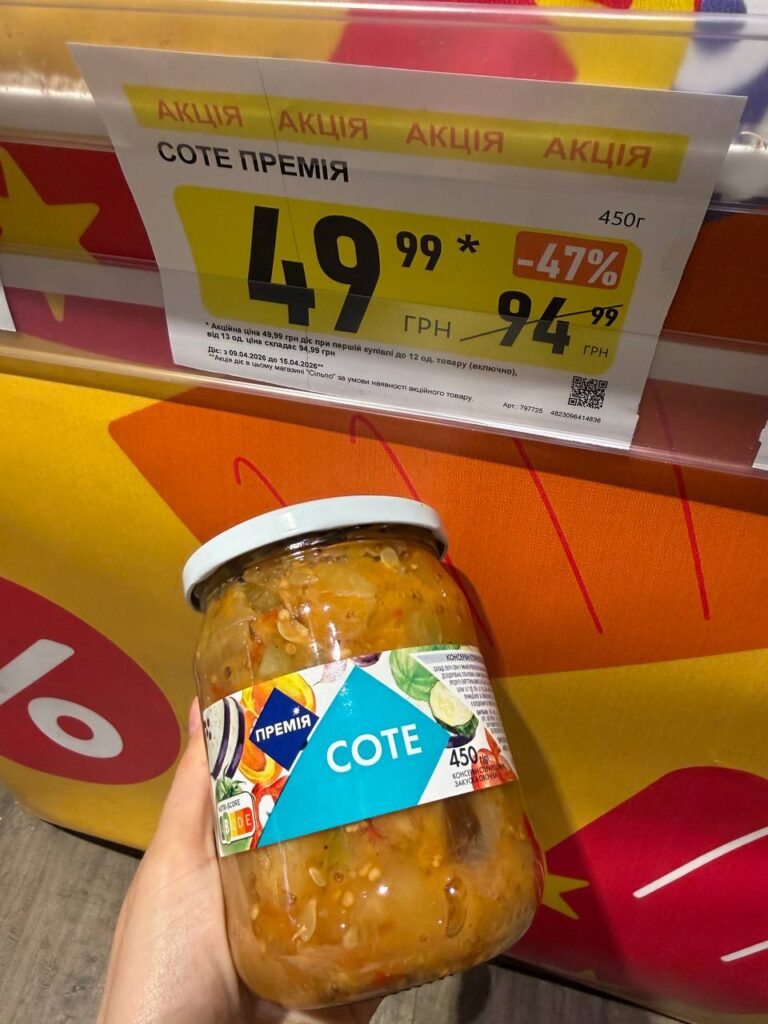 АКЦІЯ АКЦІЯ АКЦІЯ АКЦІЯ
СОТЕ ПРЕМІЯ
450г
49 99 *
-47%
ГРН
94 99
ГРН
* Акційна ціна 49,99 грн діє при першій купівлі до 12 од. товару (включно),
від 13 од. ціна складає 94,99 грн
Діє: з 09.04.2026 до 15.04.2026**
**Акція діє в цьому магазині "Сільпо" за умови наявності акційного товару.
Арт.: 797725 4823096414836
%
ПРЕМІЯ
СОТЕ
450 г
NUTRI-SCORE
B D E